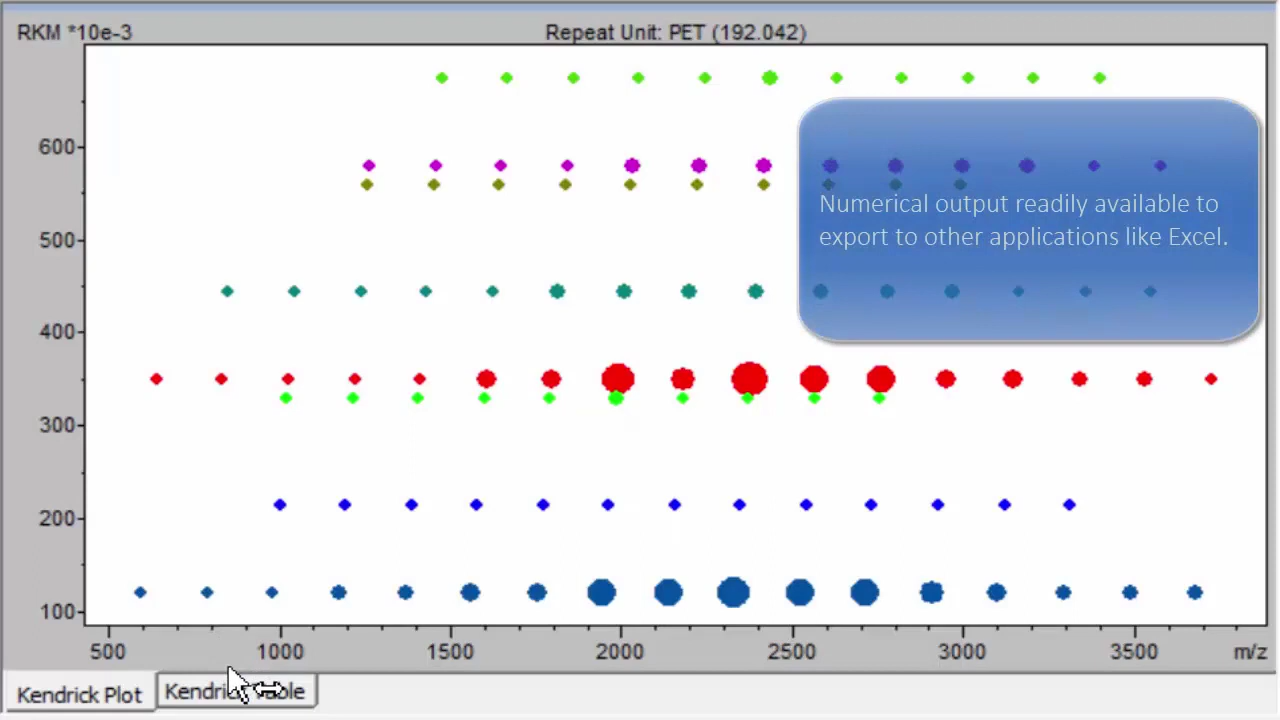 RKM *10e-3
Repeat Unit: PET (192.042)
600
500
400
300
200
100
Numerical output readily available to
export to other applications like Excel.
500 1000 1500 2000 2500 3000 3500 m/z
Kendrick Plot